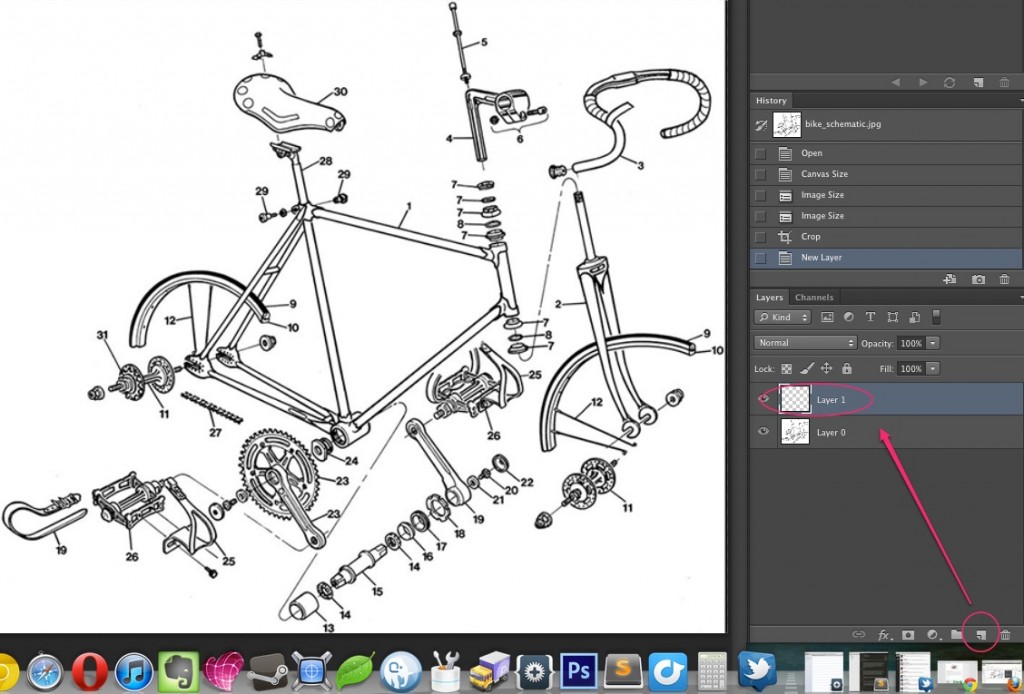 5
30
4
6
3
28
29
29
7
7
7
8
7
1
2
9
12
10
7
8
7
9
10
31
25
12
11
27
26
24
23
22
20
21
19
11
23
18
17
16
14
19
26
25
15
14
13
History
bike_schematic.jpg
Open
Canvas Size
Image Size
Image Size
Crop
New Layer
Layers Channels
Kind
Normal Opacity: 100%
Lock: Fill: 100%
Layer 1
Layer 0
fx
Ps
S